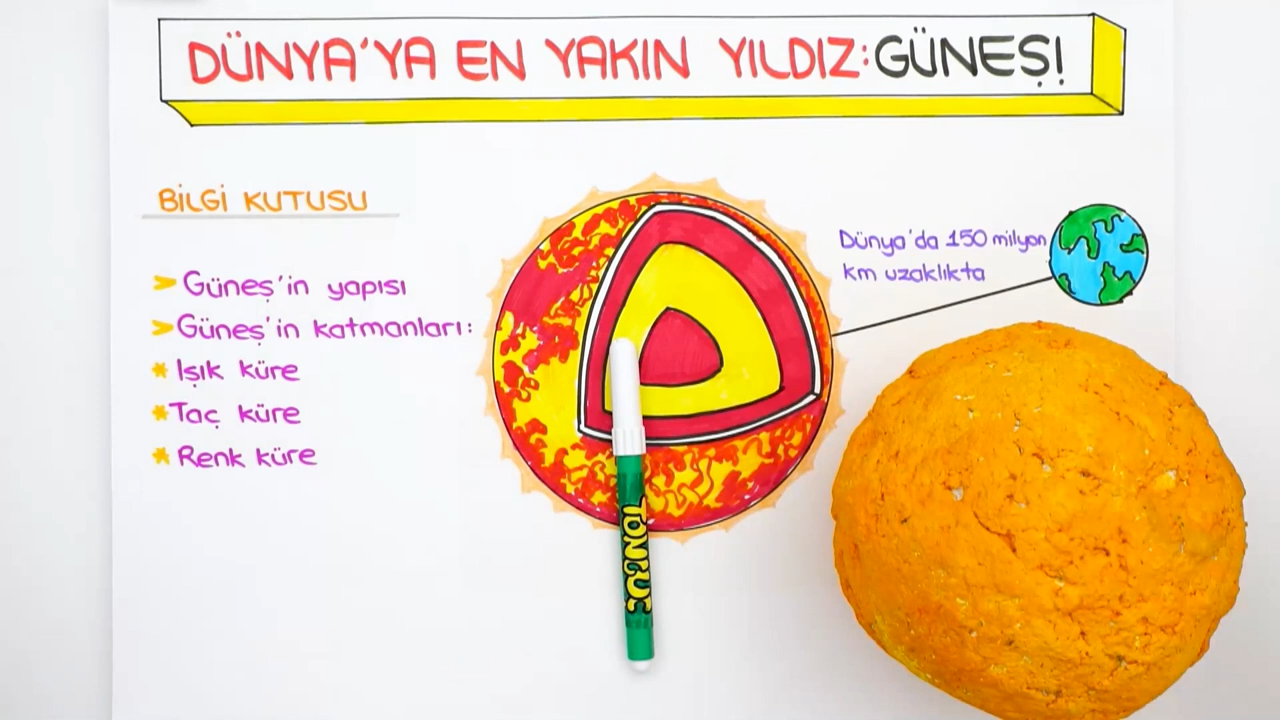 DÜNYA'YA EN YAKIN YILDIZ: GÜNEŞ!
BİLGİ KUTUSU
> Güneş'in yapısı
> Güneş'in katmanları:
* Işık küre
* Taç küre
* Renk küre
Dünya'da 150 milyon
km uzaklıkta
TONGUÇ